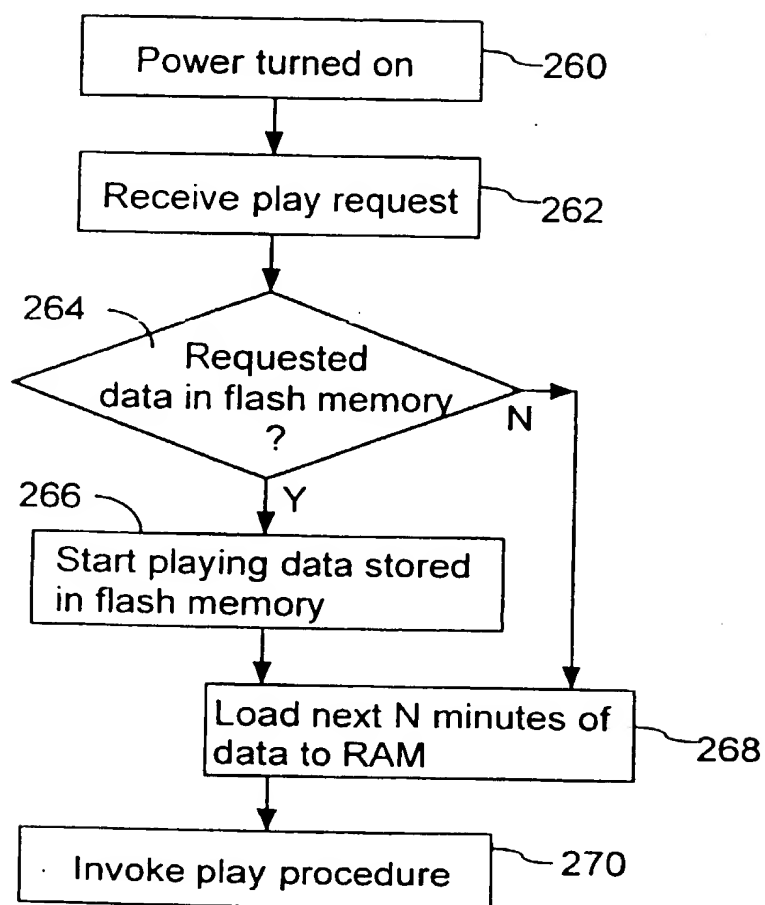 Power turned on
260
Receive play request
262
264
Requested
data in flash memory
?
N
Y
266
Start playing data stored
in flash memory
Load next N minutes of
data to RAM
268
Invoke play procedure
270